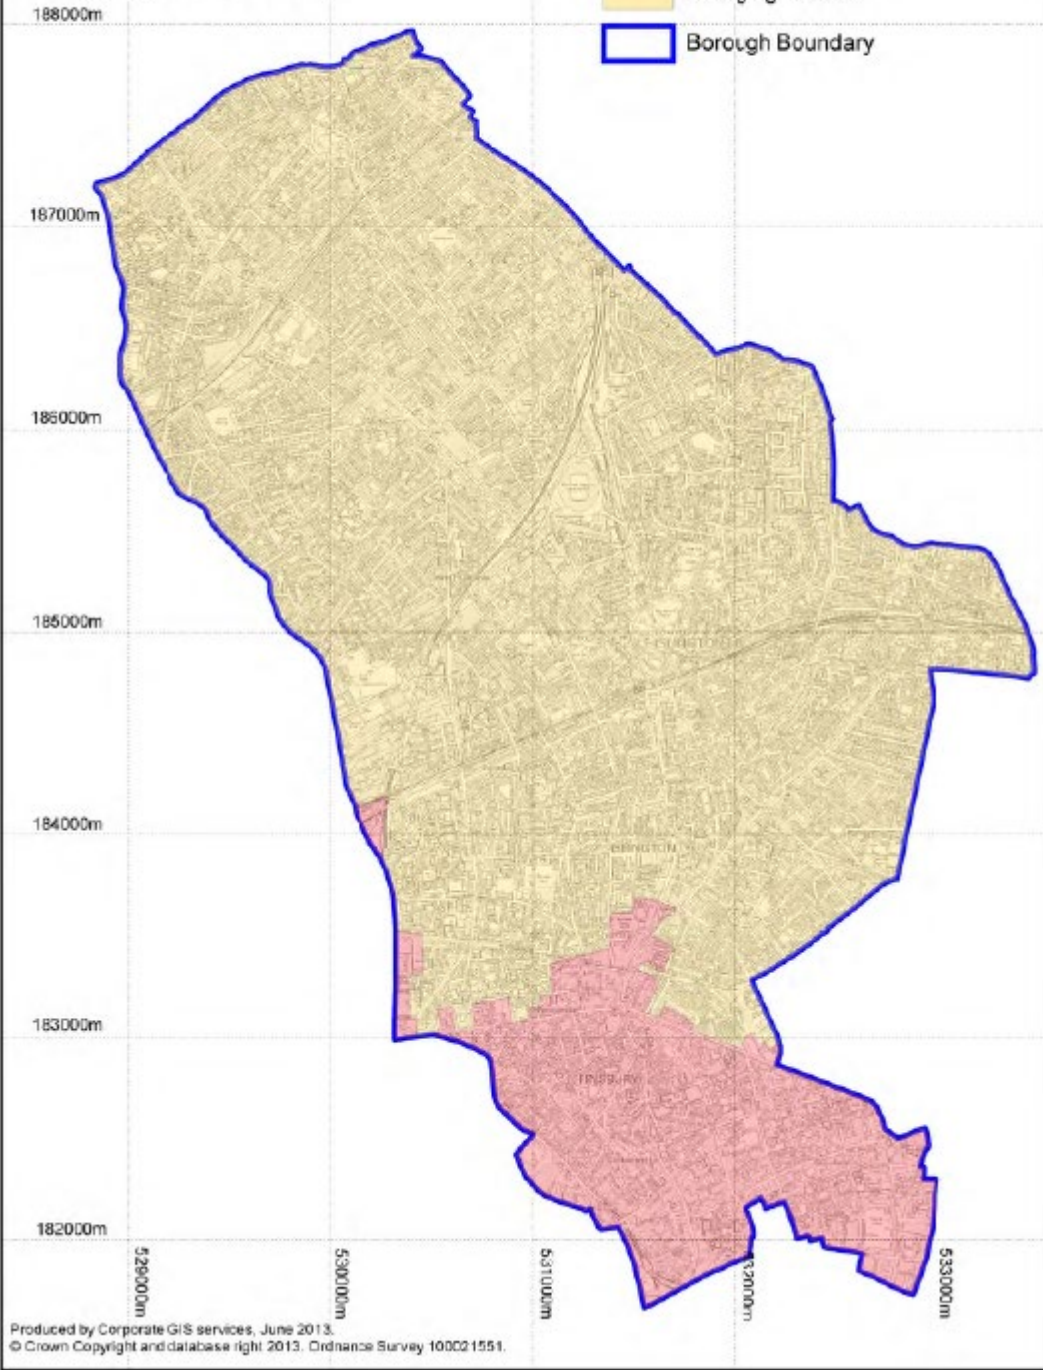 188000m
Borough Boundary
187000m
186000m
185000m
184000m
ISLINGTON
183000m
FINSBURY
182000m
529000m
530000m
531000m
532000m
533000m
Produced by Corporate GIS services, June 2013.
© Crown Copyright and database right 2013. Ordnance Survey 100021551.